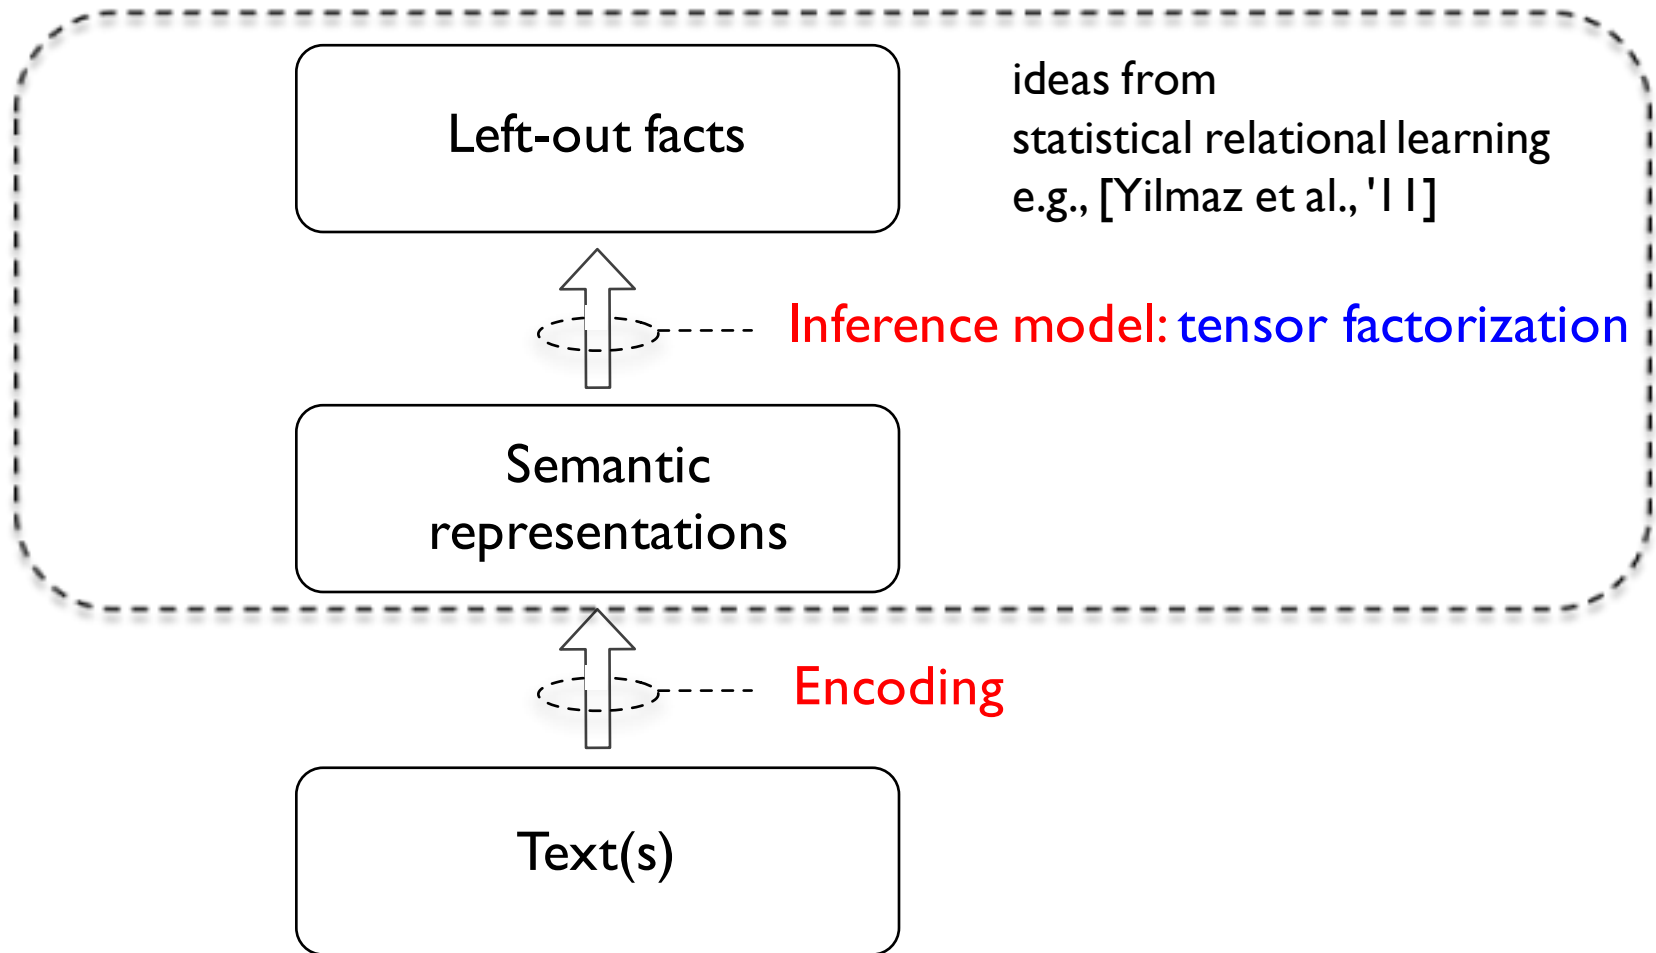 Left-out facts
ideas from
statistical relational learning
e.g., [Yilmaz et al., '11]
Inference model: tensor factorization
Semantic
representations
Encoding
Text(s)